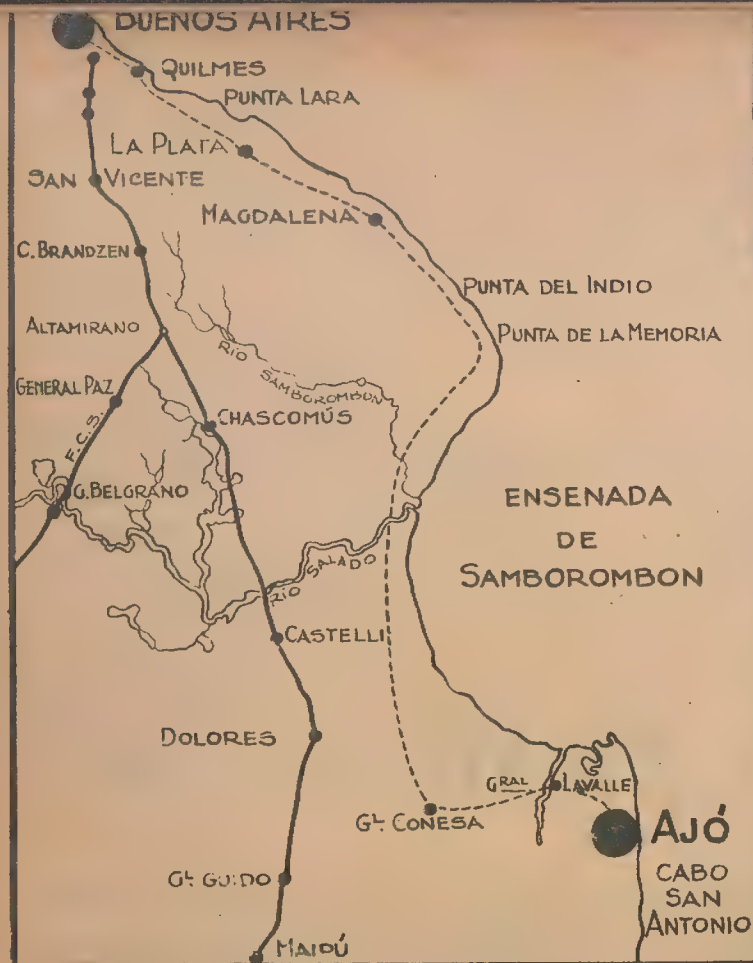 BUENOS AIRES
QUILMES
PUNTA LARA
LA PLATA
SAN VICENTE
MAGDALENA
C. BRANDZEN
PUNTA DEL INDIO
ALTAMIRANO
PUNTA DE LA MEMORIA
RÍO SAMBOROMBON
GENERAL PAZ
F.C.S.
CHASCOMÚS
G. BELGRANO
ENSENADA
DE
SAMBOROMBON
RÍO SALADO
CASTELLI
DOLORES
GRAL LAVALLE
GL. CONESA
AJÓ
CABO
SAN
ANTONIO
GL. GUIDO
MAIPÚ